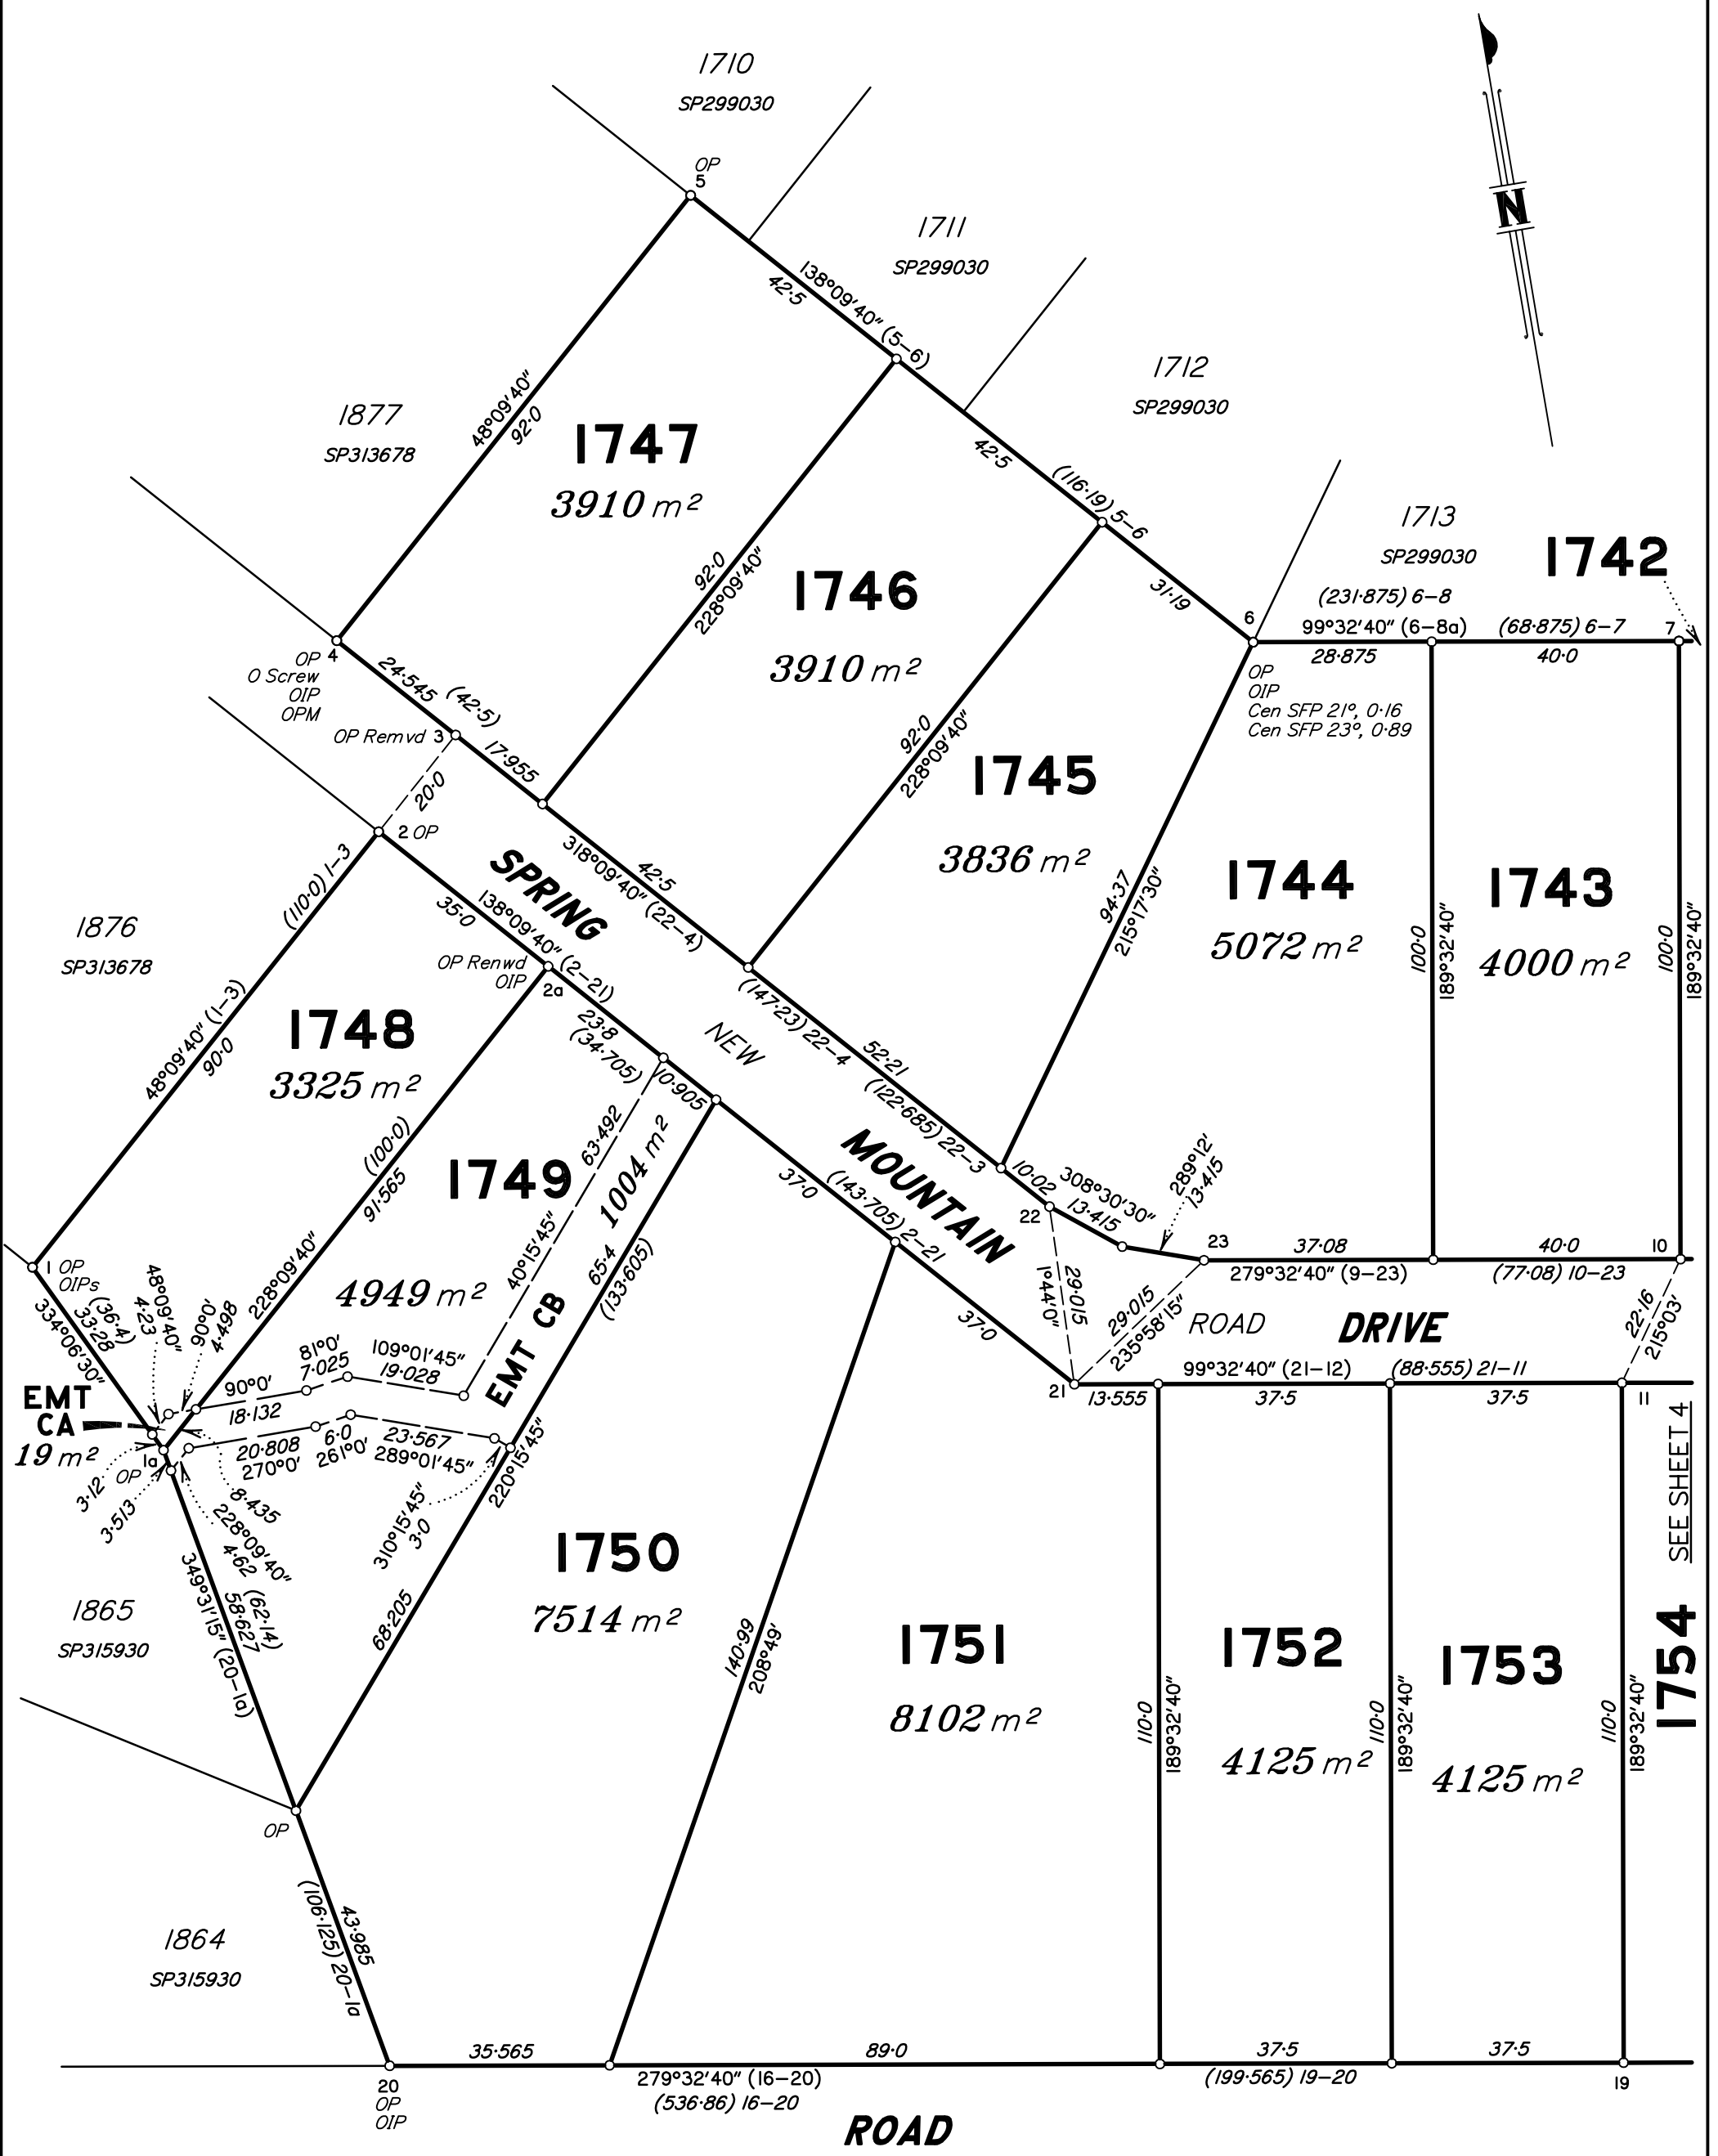 1710
SP299030
OP
5
1711
SP299030
138°09′40″ (5–6)
42·5
N
1712
SP299030
1877
SP313678
48°09′40″
92·0
1747
3910 m²
42·5
(116·19) 5–6
1713
SP299030
1742
92·0
228°09′40″
1746
3910 m²
31·19
6
(231·875) 6–8
99°32′40″ (6–8a)
(68·875) 6–7
7
28·875
40·0
OP
OIP
Cen SFP 21°, 0·16
Cen SFP 23°, 0·89
OP 4
O Screw
OIP
OPM
24·545
(42·5)
OP Remvd 3
17·955
20·0
92·0
228°09′40″
1745
3836 m²
2 OP
SPRING
42·5
318°09′40″ (22–4)
94·37
215°17′30″
1744
5072 m²
100·0
189°32′40″
1743
4000 m²
100·0
189°32′40″
(110·0) 1–3
35·0
138°09′40″ (2–21)
1876
SP313678
OP Renwd
OIP
2a
48°09′40″ (1–3)
90·0
1748
3325 m²
23·8
(34·705)
NEW
(147·23) 22–4
52·21
(122·685) 22–3
10·905
(100·0)
91·565
228°09′40″
1749
4949 m²
63·492
40°15′45″
1004 m²
EMT CB
65·4
(133·605)
37·0
(143·705) 2–21
MOUNTAIN
10·02
308°30′30″
13·415
289°12′
13·415
22
23
37·08
279°32′40″ (9–23)
40·0
10
(77·08) 10–23
1 OP
OIPs
(36·4)
33·28
334°06′30″
48°09′40″
4·23
90°0′
4·498
29·015
1°44′0″
29·015
235°58′15″
ROAD
DRIVE
22·16
215°03′
37·0
81°0′
7·025
109°01′45″
19·028
90°0′
18·132
21
13·555
99°32′40″ (21–12)
(88·555) 21–11
37·5
37·5
11
EMT
CA
19 m²
1a
OP
20·808
270°0′
6·0
261°0′
23·567
289°01′45″
220°15′45″
3·12
3·513
8·435
228°09′40″
4·62
310°15′45″
3·0
SEE SHEET 4
1865
SP315930
349°31′15″ (20–1a)
58·627
(62·14)
68·205
1750
7514 m²
140·99
208°49′
1751
8102 m²
110·0
189°32′40″
1752
4125 m²
110·0
189°32′40″
1753
4125 m²
110·0
189°32′40″
1754
OP
1864
SP315930
43·985
(106·125) 20–1a
35·565
89·0
37·5
37·5
20
OP
OIP
279°32′40″ (16–20)
(536·86) 16–20
(199·565) 19–20
19
ROAD